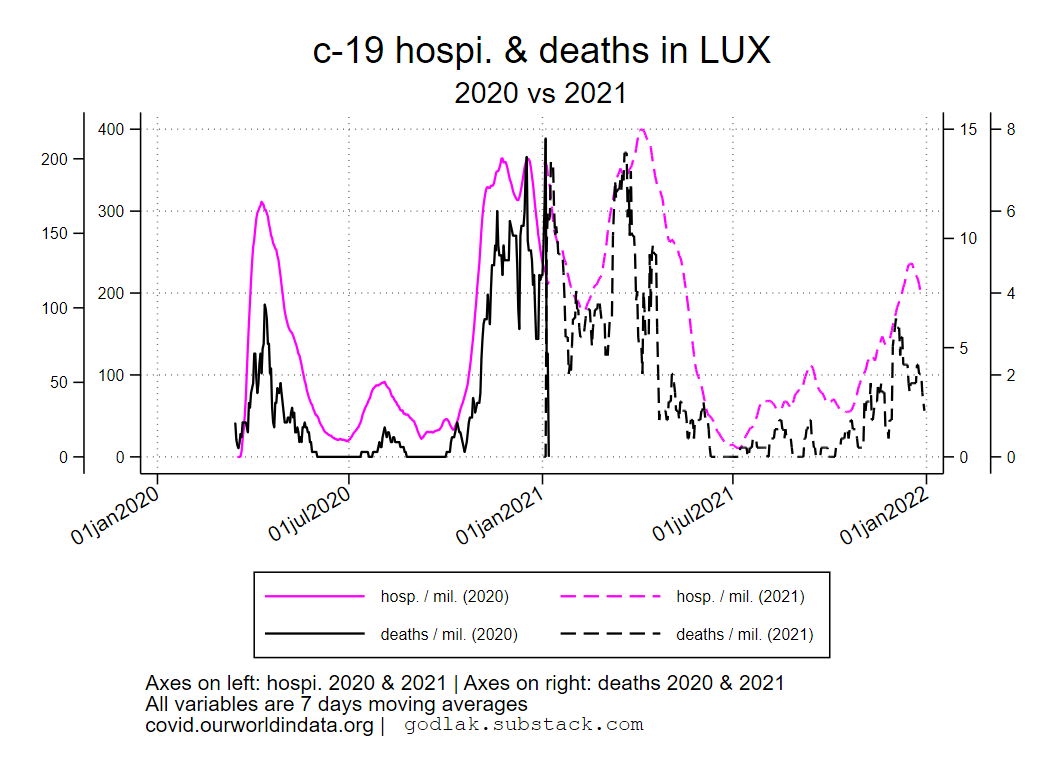 c-19 hospi. & deaths in LUX
2020 vs 2021
200
150
100
50
0
400
300
200
100
0
15
10
5
0
8
6
4
2
0
01jan2020
01jul2020
01jan2021
01jul2021
01jan2022
hosp. / mil. (2020)
hosp. / mil. (2021)
deaths / mil. (2020)
deaths / mil. (2021)
Axes on left: hospi. 2020 & 2021 | Axes on right: deaths 2020 & 2021
All variables are 7 days moving averages
covid.ourworldindata.org | godlak.substack.com